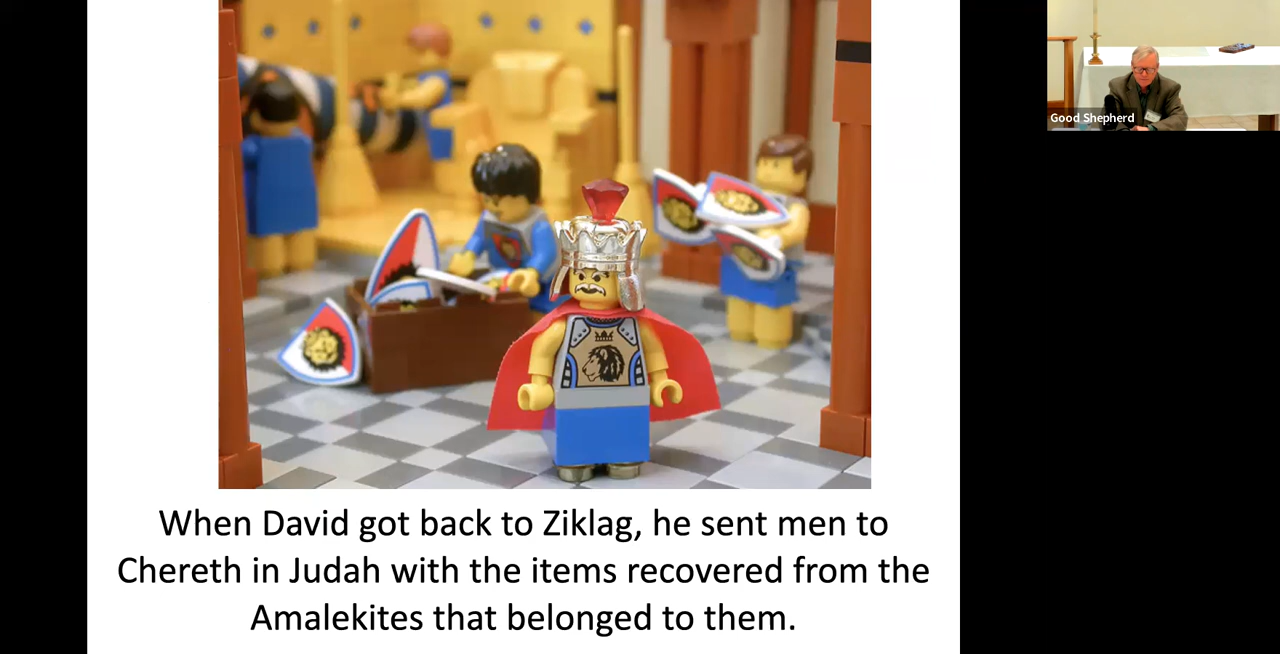 Good Shepherd
When David got back to Ziklag, he sent men to
Chereth in Judah with the items recovered from the
Amalekites that belonged to them.